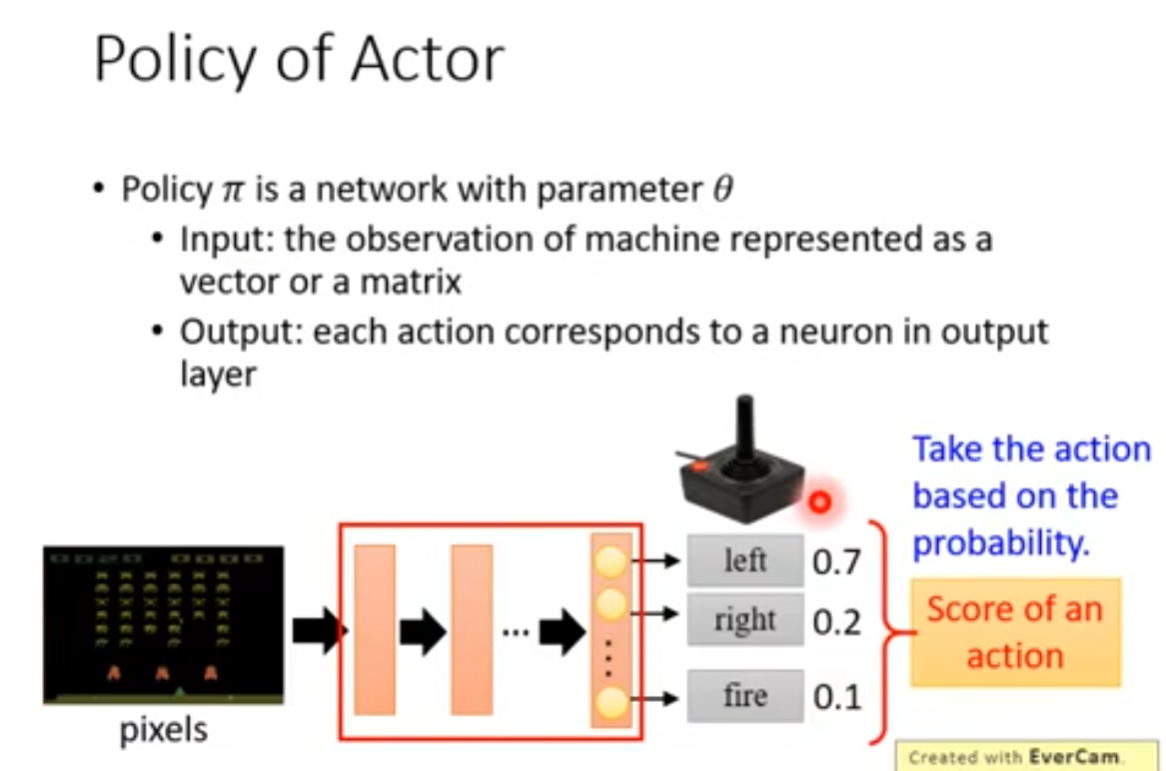 Policy of Actor
• Policy π is a network with parameter θ
• Input: the observation of machine represented as a
vector or a matrix
• Output: each action corresponds to a neuron in output
layer
Take the action
based on the
probability.
left 0.7
right 0.2
fire 0.1
Score of an
action
...
pixels
Created with EverCam.